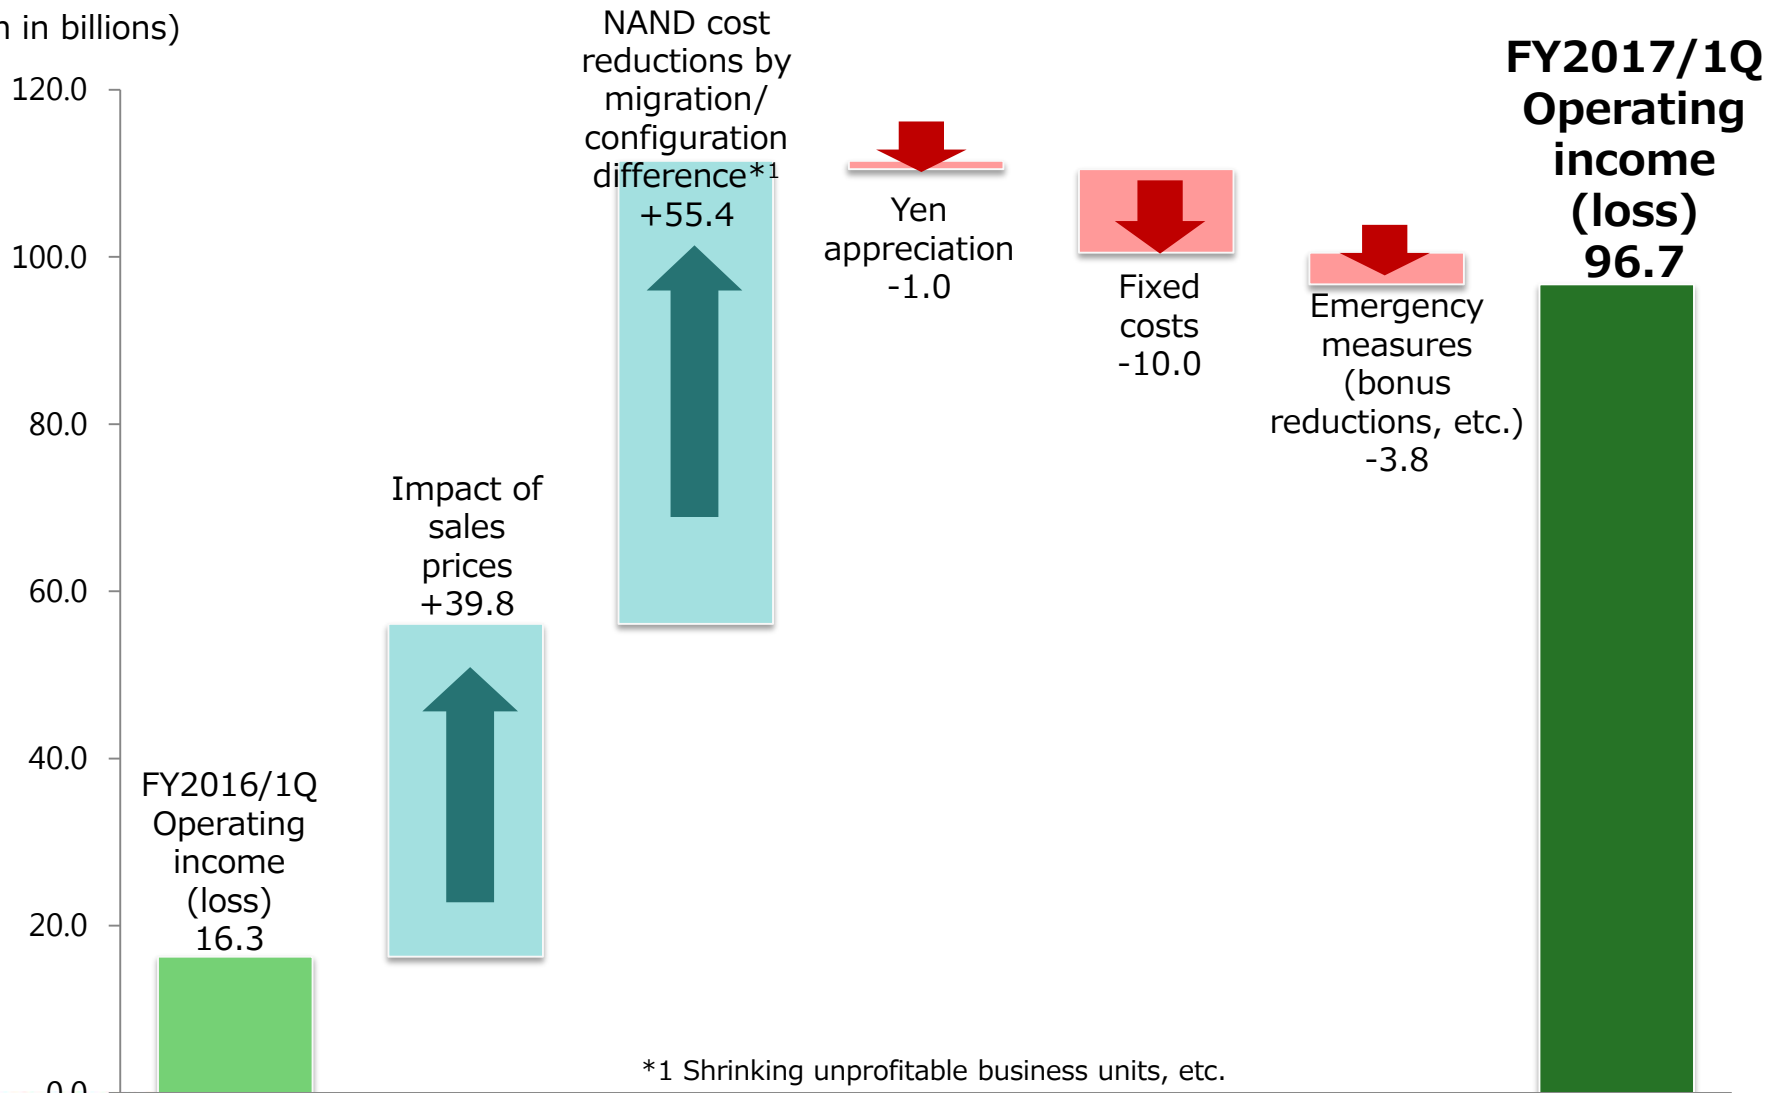 in billions)
120.0
100.0
80.0
60.0
40.0
20.0
0.0
FY2016/1Q
Operating
income
(loss)
16.3
Impact of
sales
prices
+39.8
NAND cost
reductions by
migration/
configuration
difference*1
+55.4
Yen
appreciation
-1.0
Fixed
costs
-10.0
Emergency
measures
(bonus
reductions, etc.)
-3.8
FY2017/1Q
Operating
income
(loss)
96.7
*1 Shrinking unprofitable business units, etc.